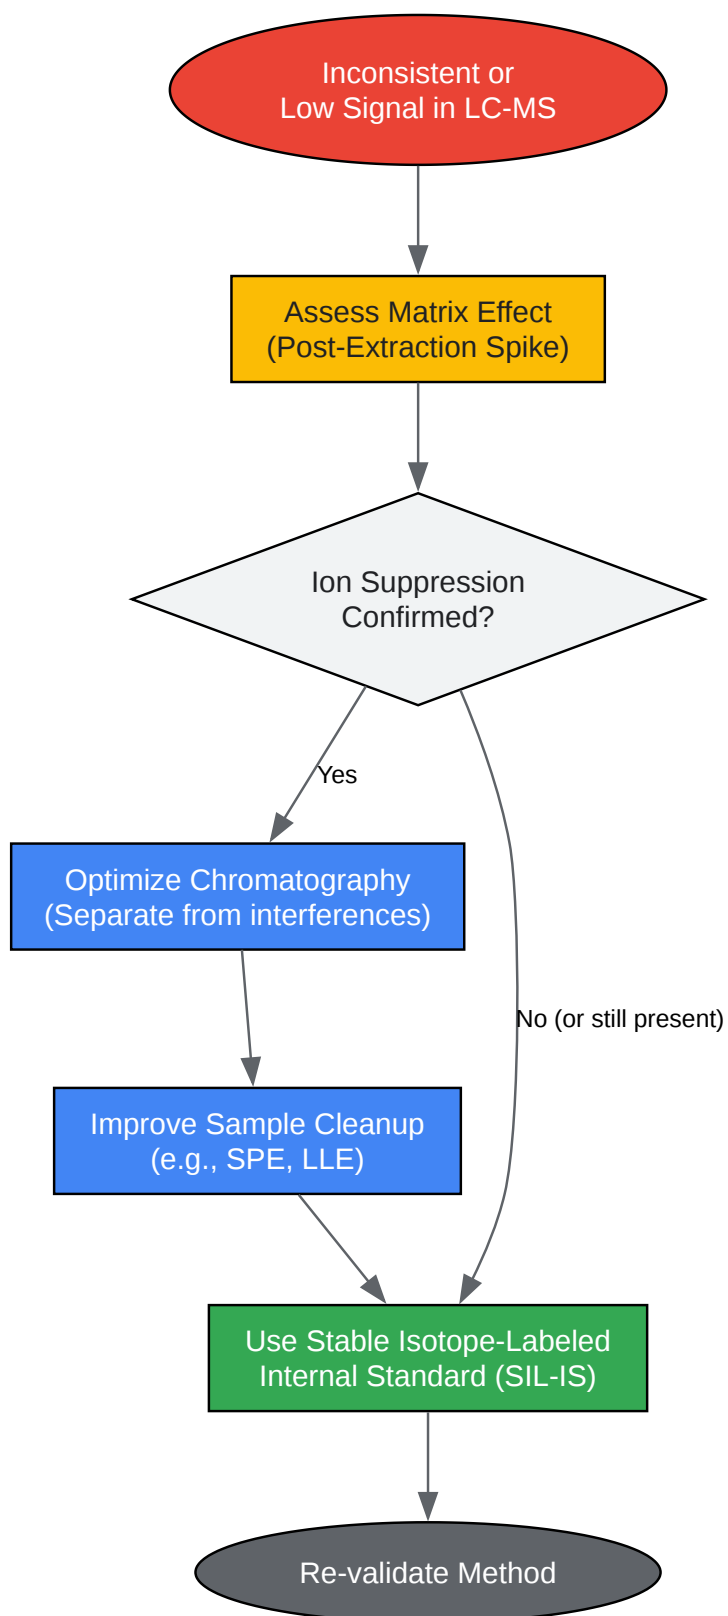 Inconsistent or
Low Signal in LC-MS
Assess Matrix Effect
(Post-Extraction Spike)
Ion Suppression
Confirmed?
Yes
Optimize Chromatography
(Separate from interferences)
No (or still present)
Improve Sample Cleanup
(e.g., SPE, LLE)
Use Stable Isotope-Labeled
Internal Standard (SIL-IS)
Re-validate Method